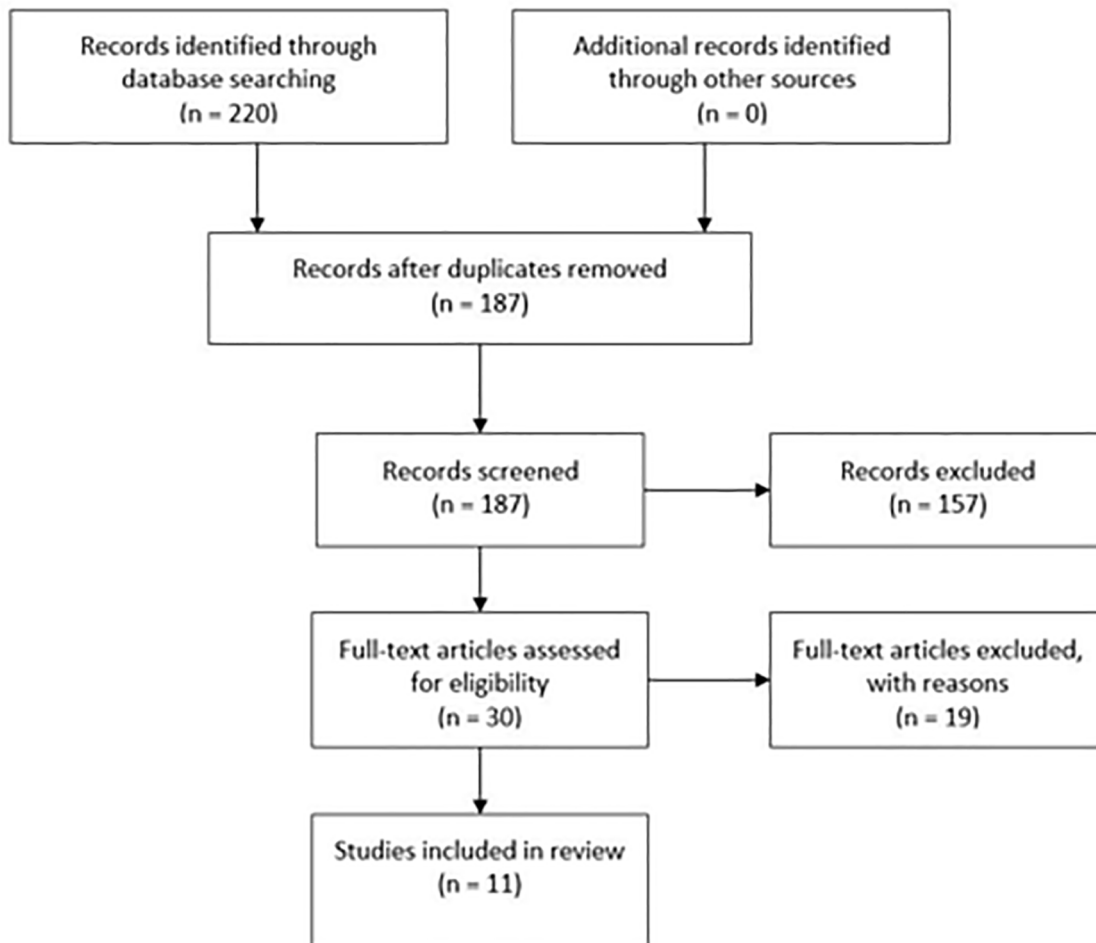 Records identified through
database searching
(n = 220)
Additional records identified
through other sources
(n = 0)
Records after duplicates removed
(n = 187)
Records screened
(n = 187)
Records excluded
(n = 157)
Full-text articles assessed
for eligibility
(n = 30)
Full-text articles excluded,
with reasons
(n = 19)
Studies included in review
(n = 11)